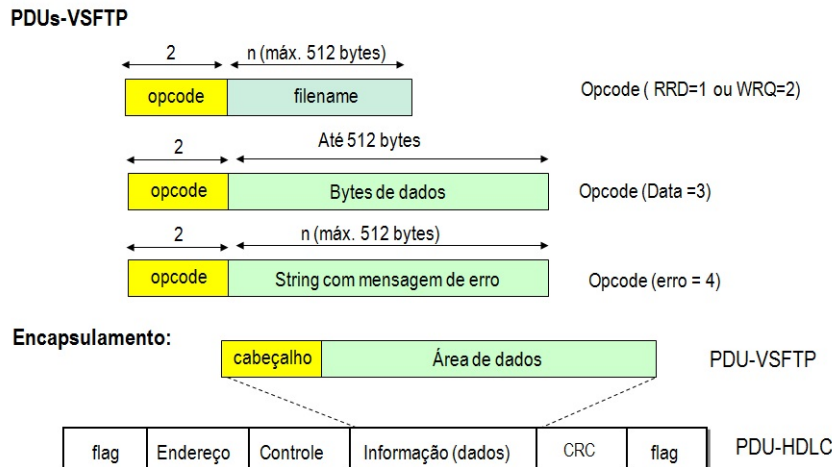 PDUs-VSFTP
2 n (máx. 512 bytes)
opcode filename Opcode ( RRD=1 ou WRQ=2)
2 Até 512 bytes
opcode Bytes de dados Opcode (Data =3)
2 n (máx. 512 bytes)
opcode String com mensagem de erro Opcode (erro = 4)
Encapsulamento:
cabeçalho Área de dados PDU-VSFTP
flag Endereço Controle Informação (dados) CRC flag PDU-HDLC